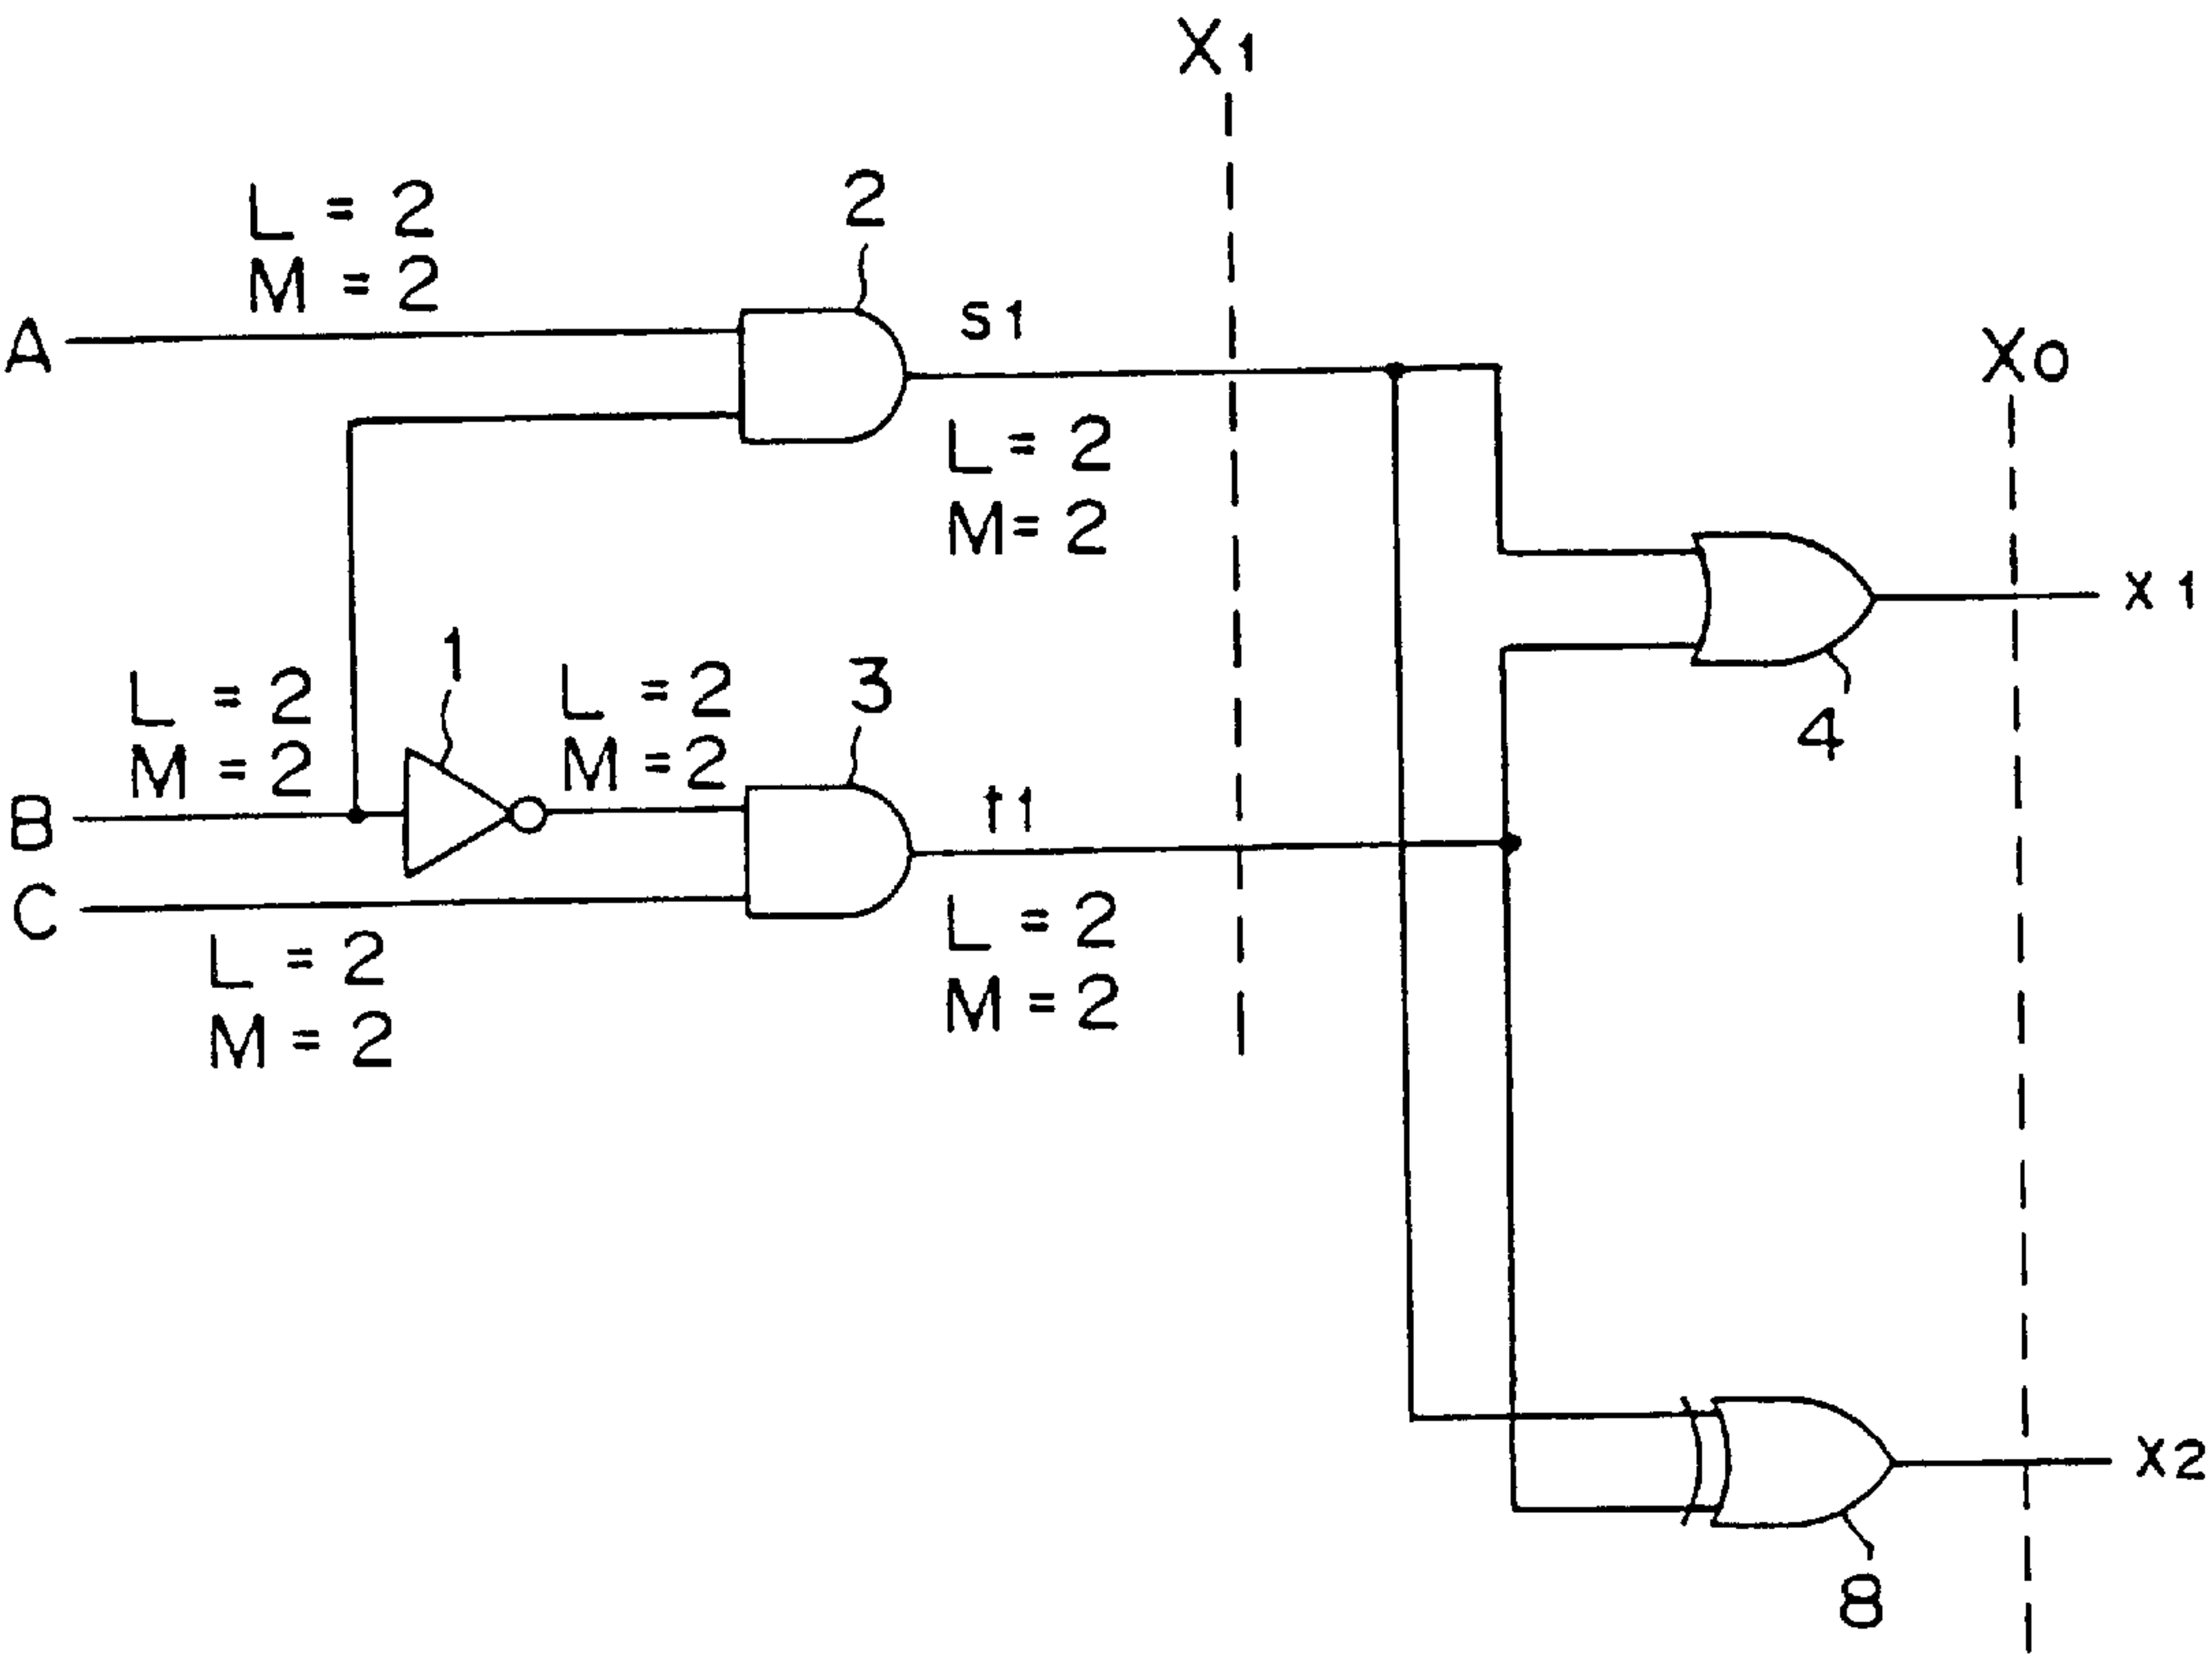 X1
L = 2
M = 2
2
A
s1
X0
L = 2
M = 2
x1
1
L = 2
M = 2
L = 2
M = 2
3
4
B
t1
C
L = 2
M = 2
L = 2
M = 2
x2
8